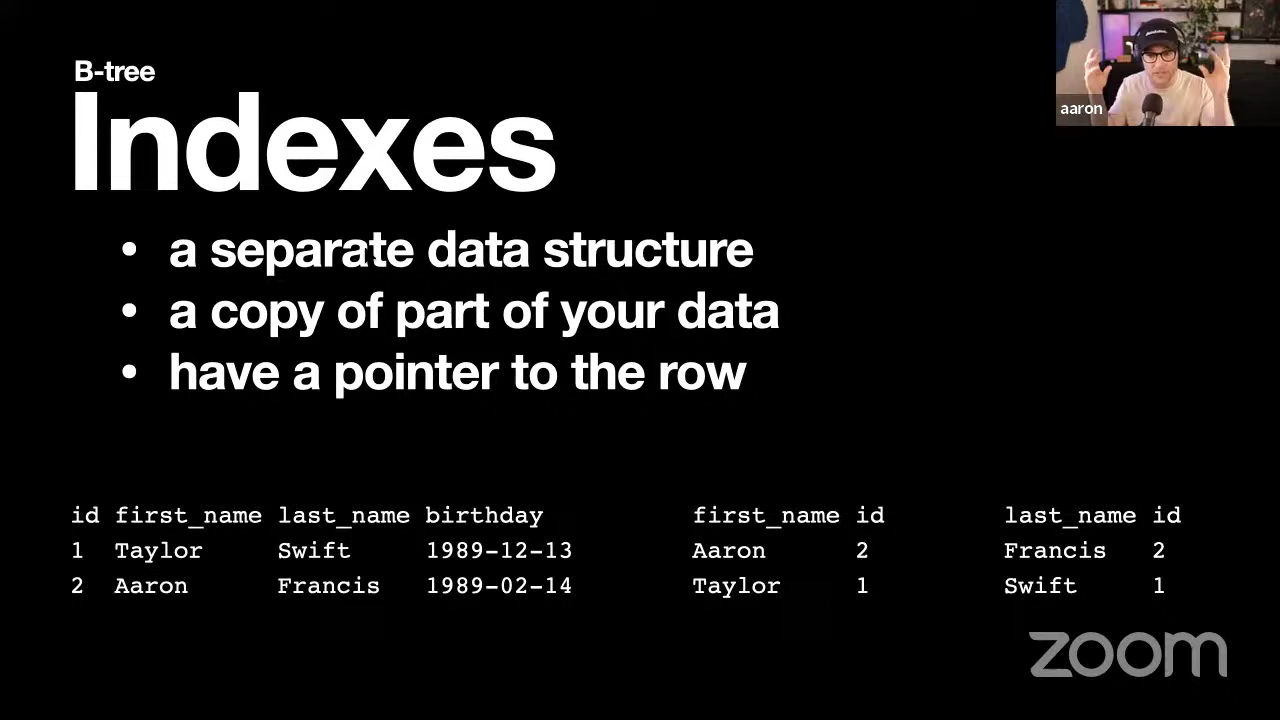 B-tree
Indexes
• a separate data structure
• a copy of part of your data
• have a pointer to the row
aaron
id first_name last_name birthday
1 Taylor Swift 1989-12-13
2 Aaron Francis 1989-02-14
first_name id
Aaron 2
Taylor 1
last_name id
Francis 2
Swift 1
zoom